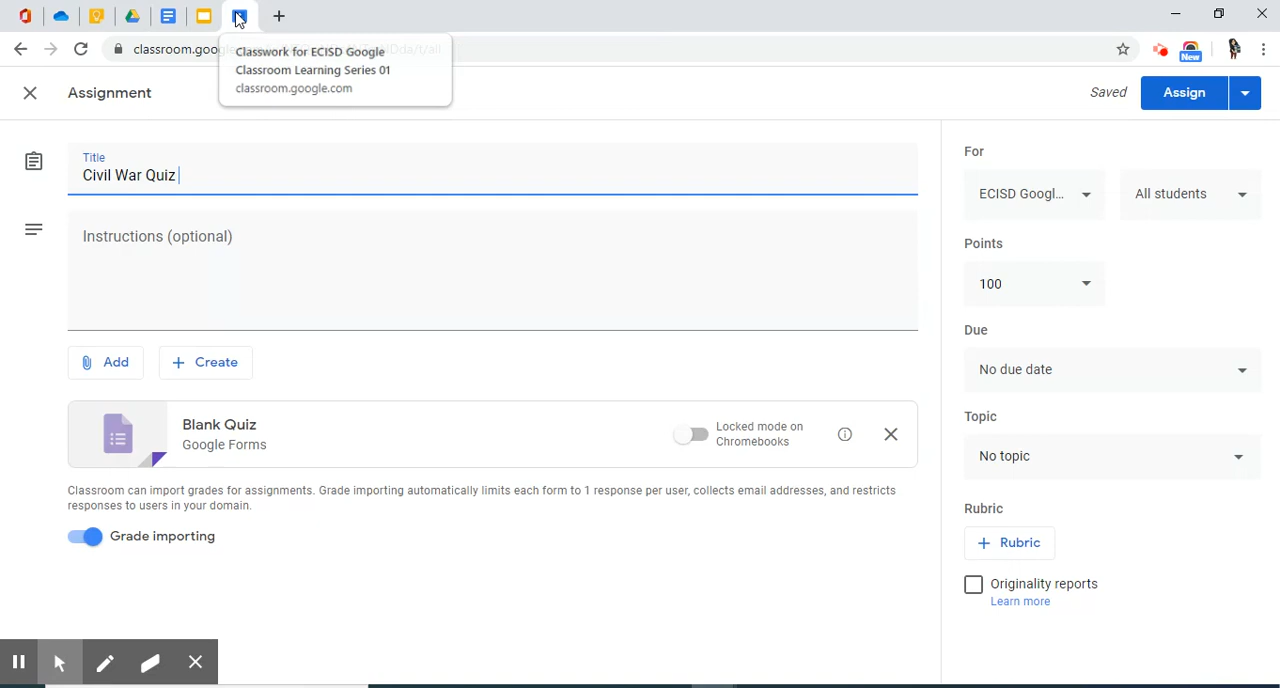 classroom.goo
Dda/t/all
Classwork for ECISD Google
Classroom Learning Series 01
classroom.google.com
New
Assignment
Saved
Assign
Title
Civil War Quiz
Instructions (optional)
Add
Create
Blank Quiz
Google Forms
Locked mode on
Chromebooks
Classroom can import grades for assignments. Grade importing automatically limits each form to 1 response per user, collects email addresses, and restricts
responses to users in your domain.
Grade importing
For
ECISD Googl...
All students
Points
100
Due
No due date
Topic
No topic
Rubric
Rubric
Originality reports
Learn more